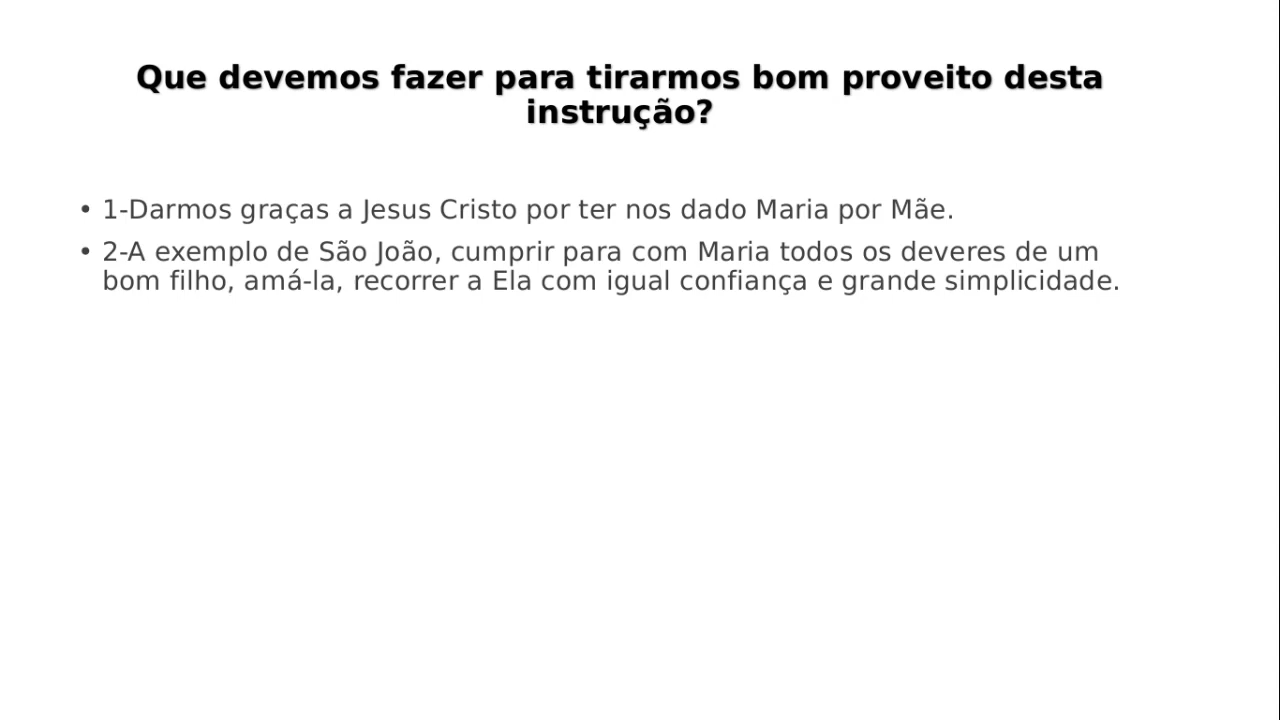 Que devemos fazer para tirarmos bom proveito desta
instrução?
• 1-Darmos graças a Jesus Cristo por ter nos dado Maria por Mãe.
• 2-A exemplo de São João, cumprir para com Maria todos os deveres de um
bom filho, amá-la, recorrer a Ela com igual confiança e grande simplicidade.